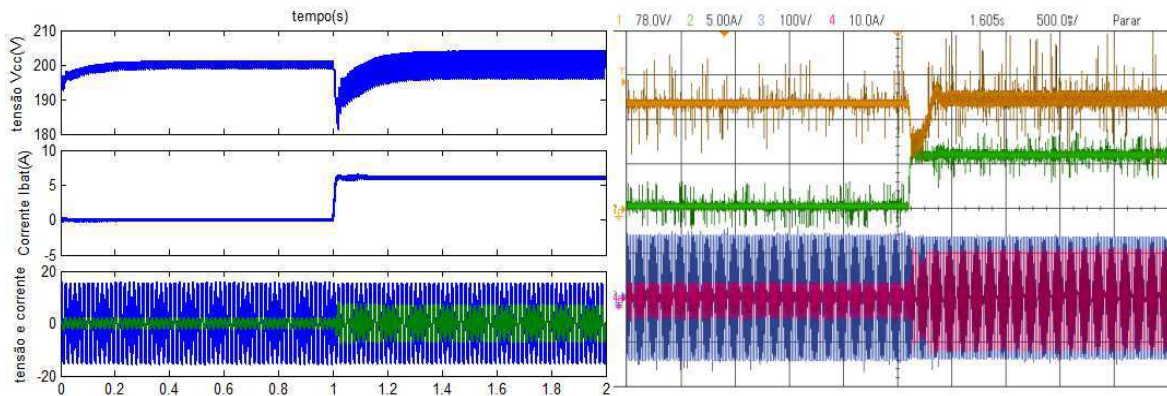 tempo(s)
tensão Vcc(V)
210
200
190
180
Corrente Ibat(A)
10
5
0
-5
tensão e corrente
20
0
-20
0 0.2 0.4 0.6 0.8 1 1.2 1.4 1.6 1.8 2
1 78.0V/ 2 5.00A/ 3 100V/ 4 10.0A/ 1.605s 500.0m/ Parar